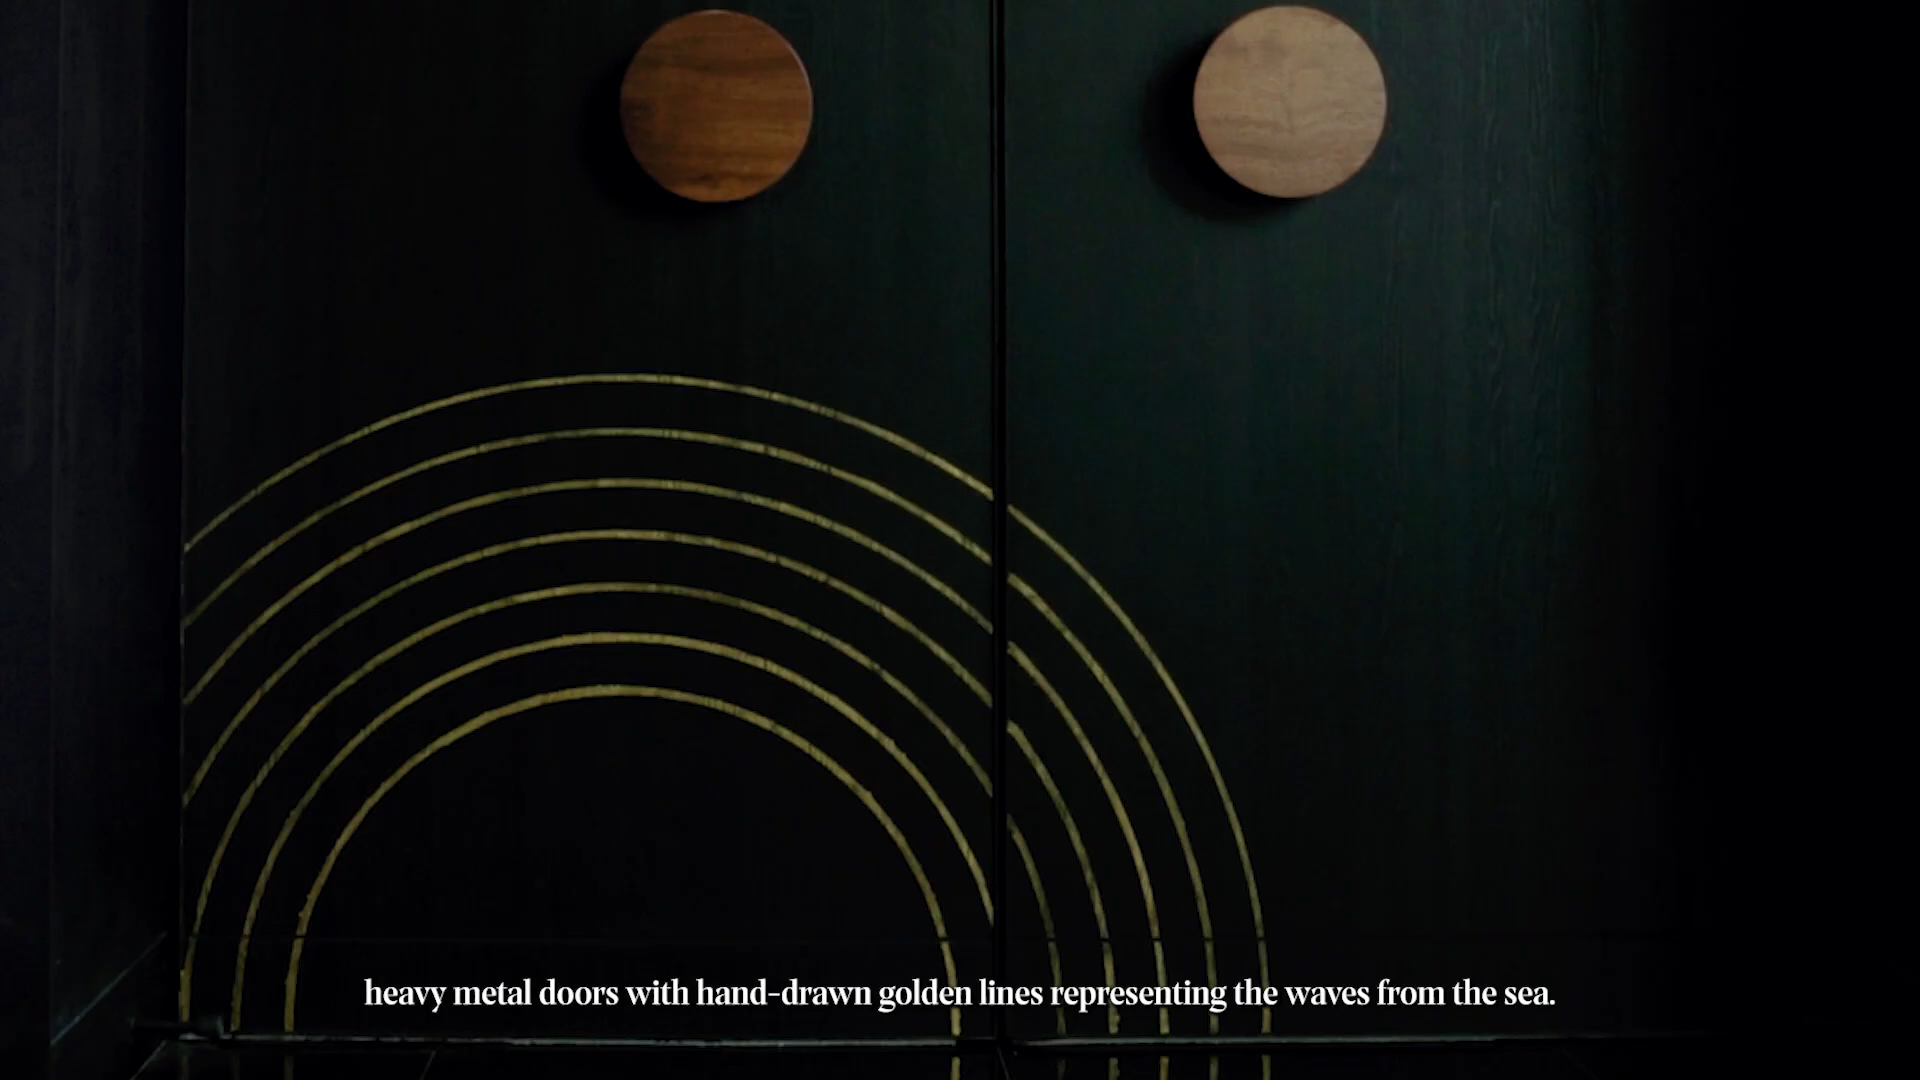 heavy metal doors with hand-drawn golden lines representing the waves from the sea.